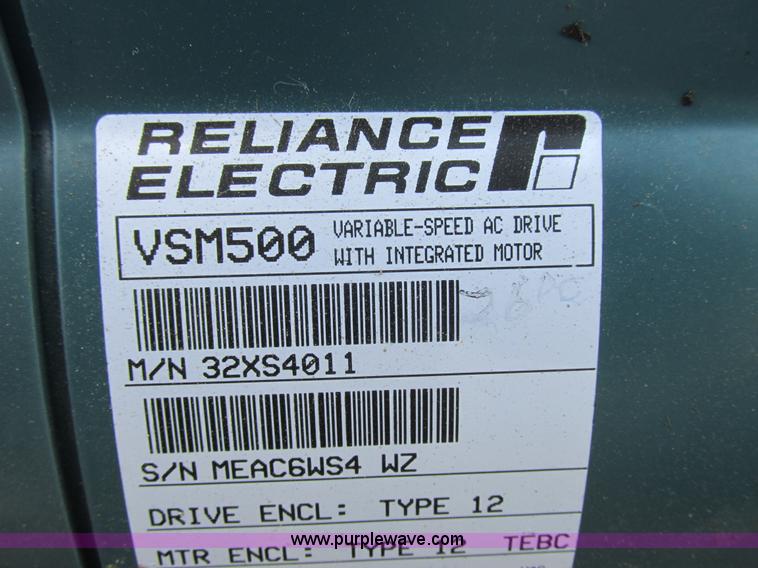 RELIANCE
ELECTRIC
VSM500 VARIABLE-SPEED AC DRIVE
WITH INTEGRATED MOTOR
M/N 32XS4011
S/N MEAC6WS4 WZ
DRIVE ENCL: TYPE 12
www.purplewave.com
MTR ENCL: TYPE 12 TEBC